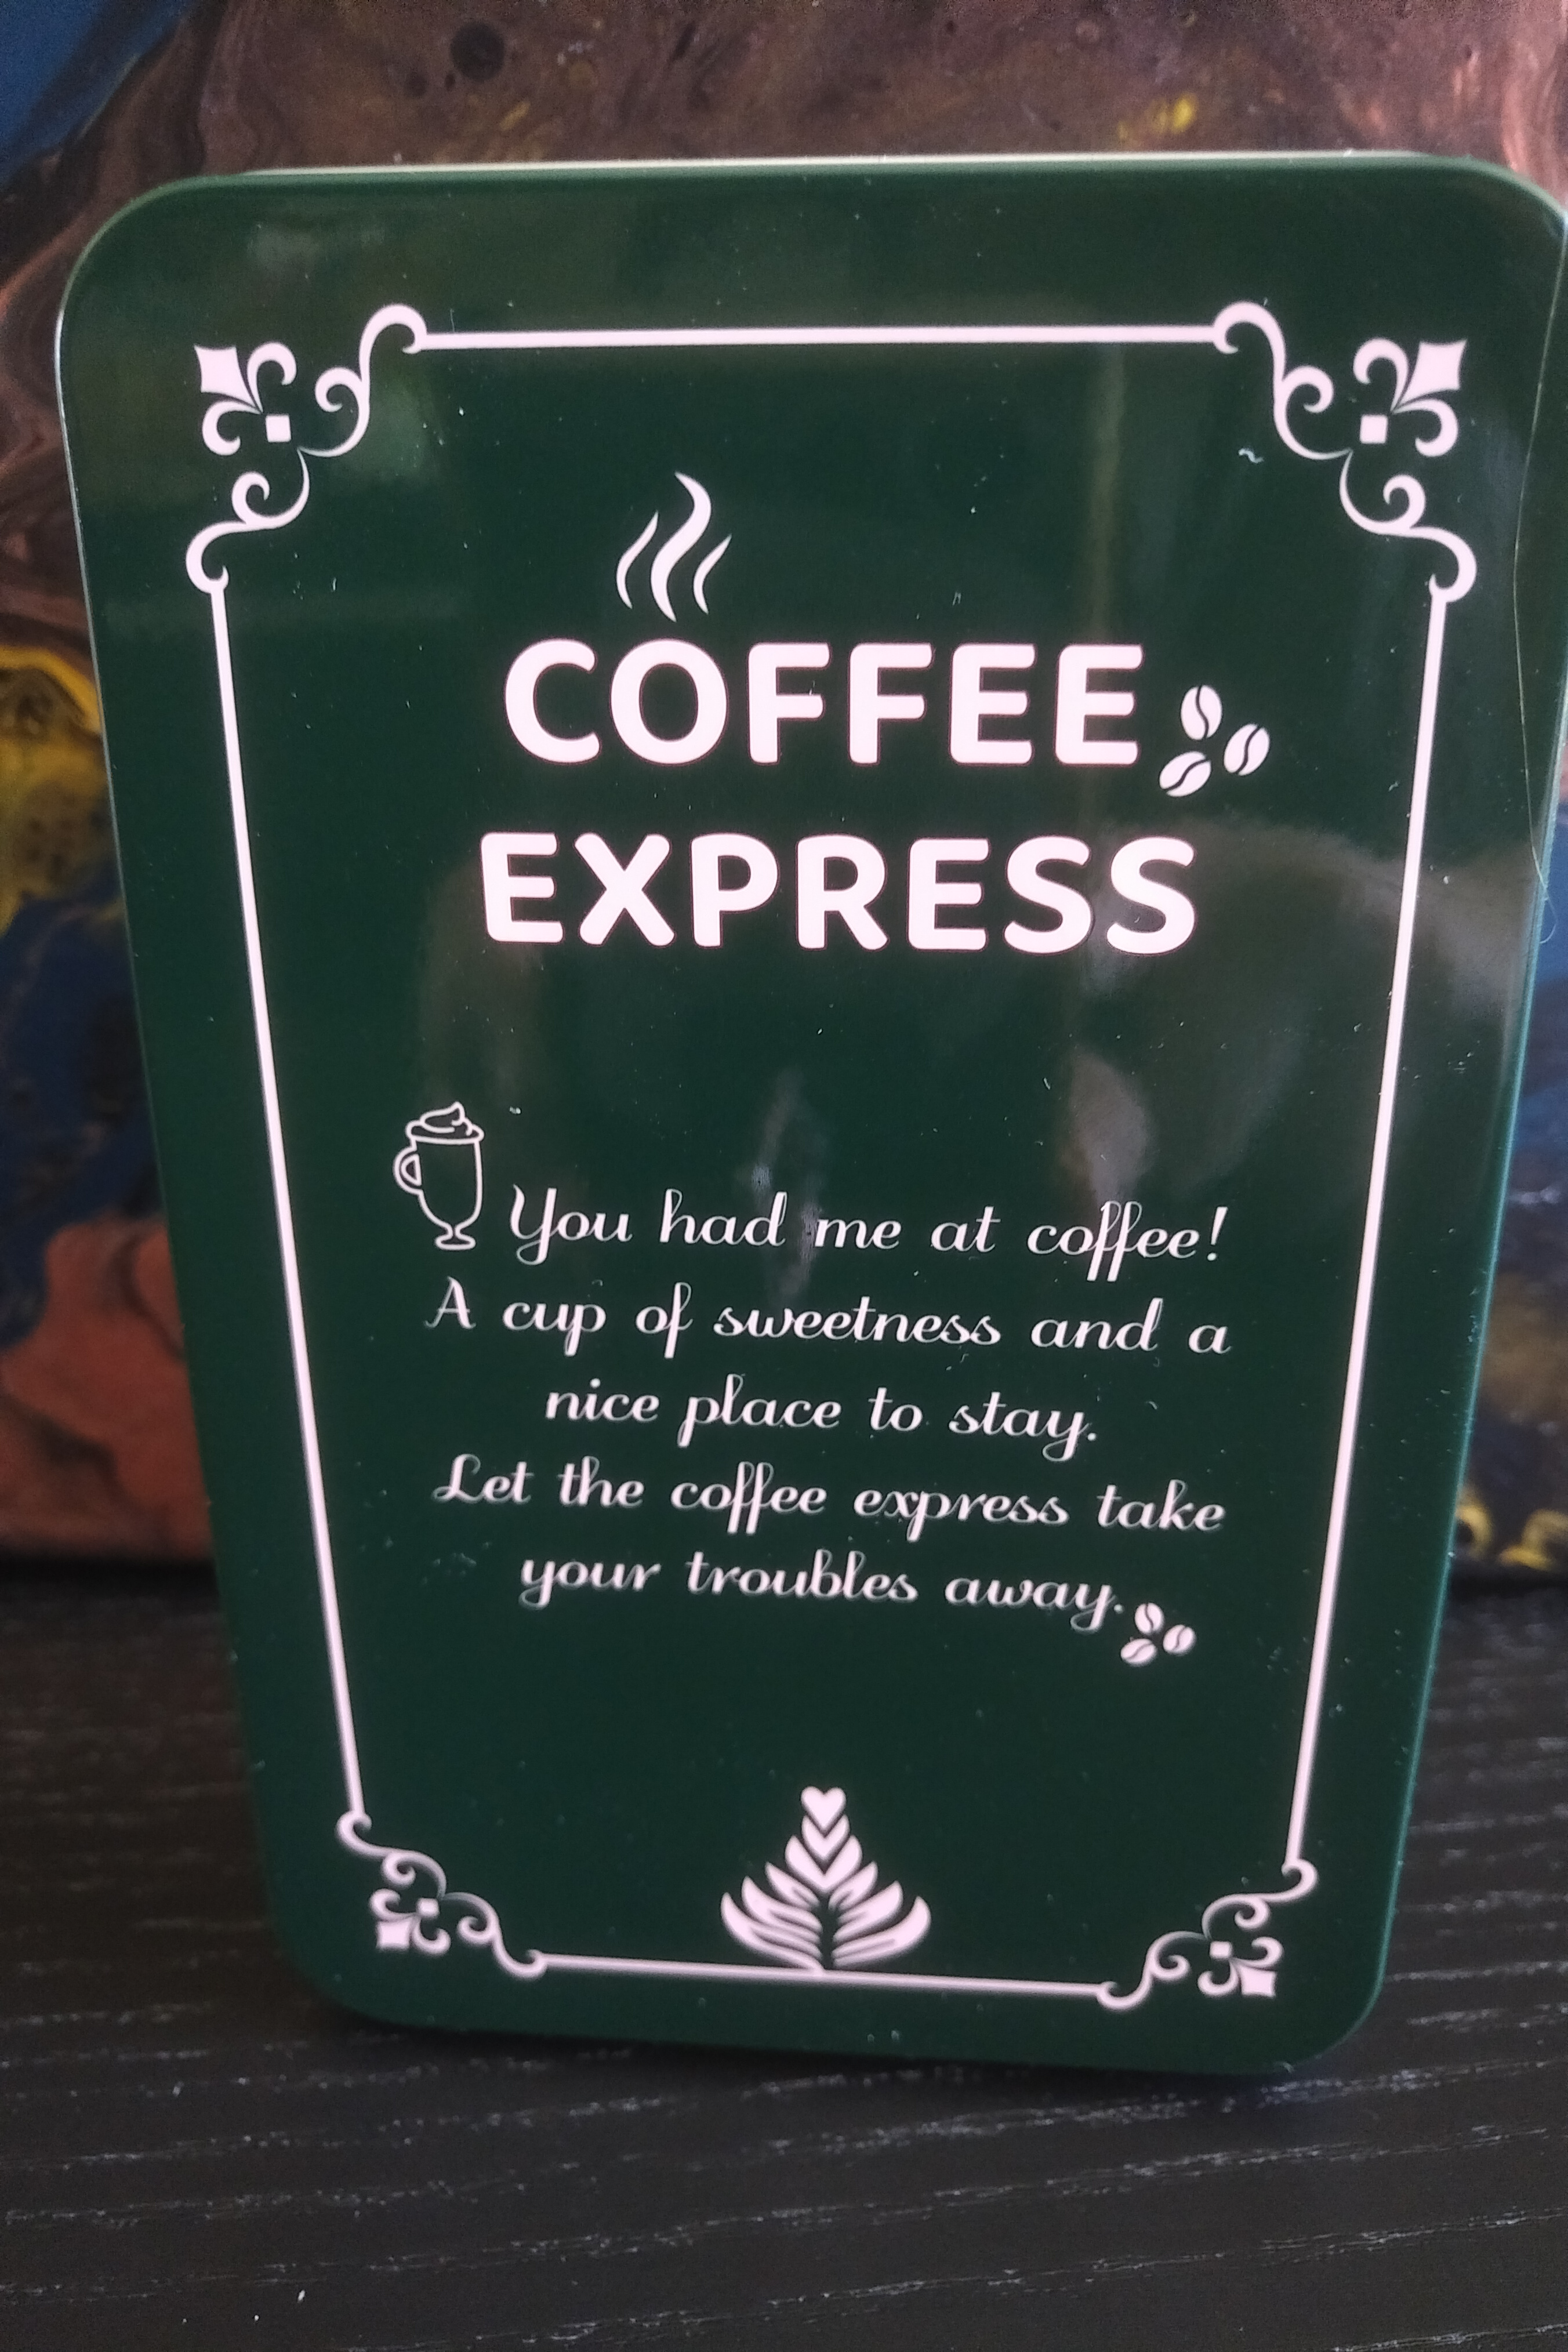 COFFEE
EXPRESS
You had me at coffee!
A cup of sweetness and a
nice place to stay.
Let the coffee express take
your troubles away.